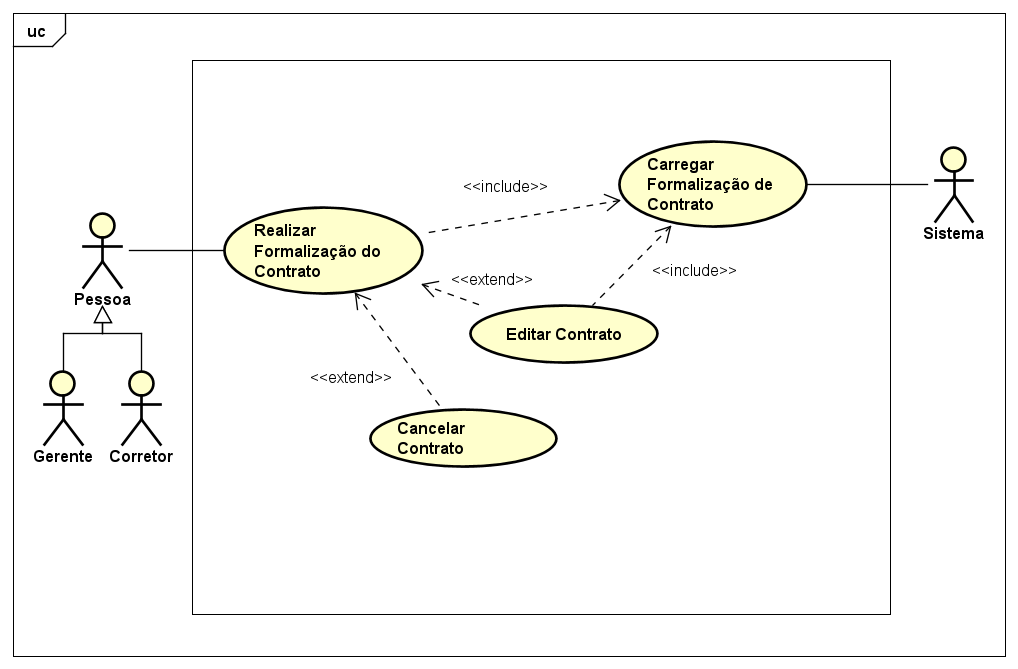 uc
Carregar
Formalização de
Contrato
<<include>>
Realizar
Formalização do
Contrato
Sistema
<<include>>
<<extend>>
Pessoa
Editar Contrato
<<extend>>
Cancelar
Contrato
Gerente
Corretor